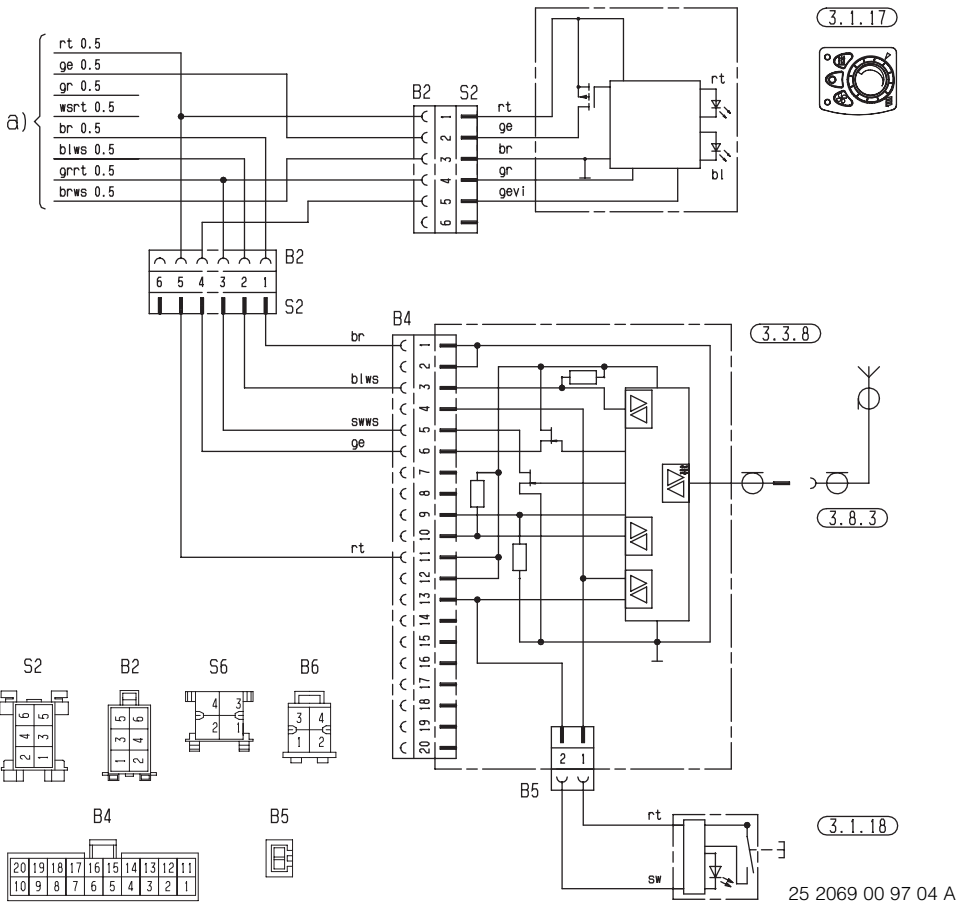 3.1.17
a)
rt 0.5
ge 0.5
gr 0.5
wsrt 0.5
br 0.5
blws 0.5
grrt 0.5
brws 0.5
B2 S2
1
2
3
4
5
6
rt
ge
br
gr
gevi
rt
bl
B2
6 5 4 3 2 1
S2
B4
br
blws
swws
ge
rt
1
2
3
4
5
6
7
8
9
10
11
12
13
14
15
16
17
18
19
20
3.3.8
3.8.3
2 1
B5
rt
sw
3.1.18
S2 B2 S6 B6
6 5
4 3
2 1
5 6
3 4
1 2
4 3
2 1
3 4
1 2
B4 B5
20 19 18 17 16 15 14 13 12 11
10 9 8 7 6 5 4 3 2 1
25 2069 00 97 04 A